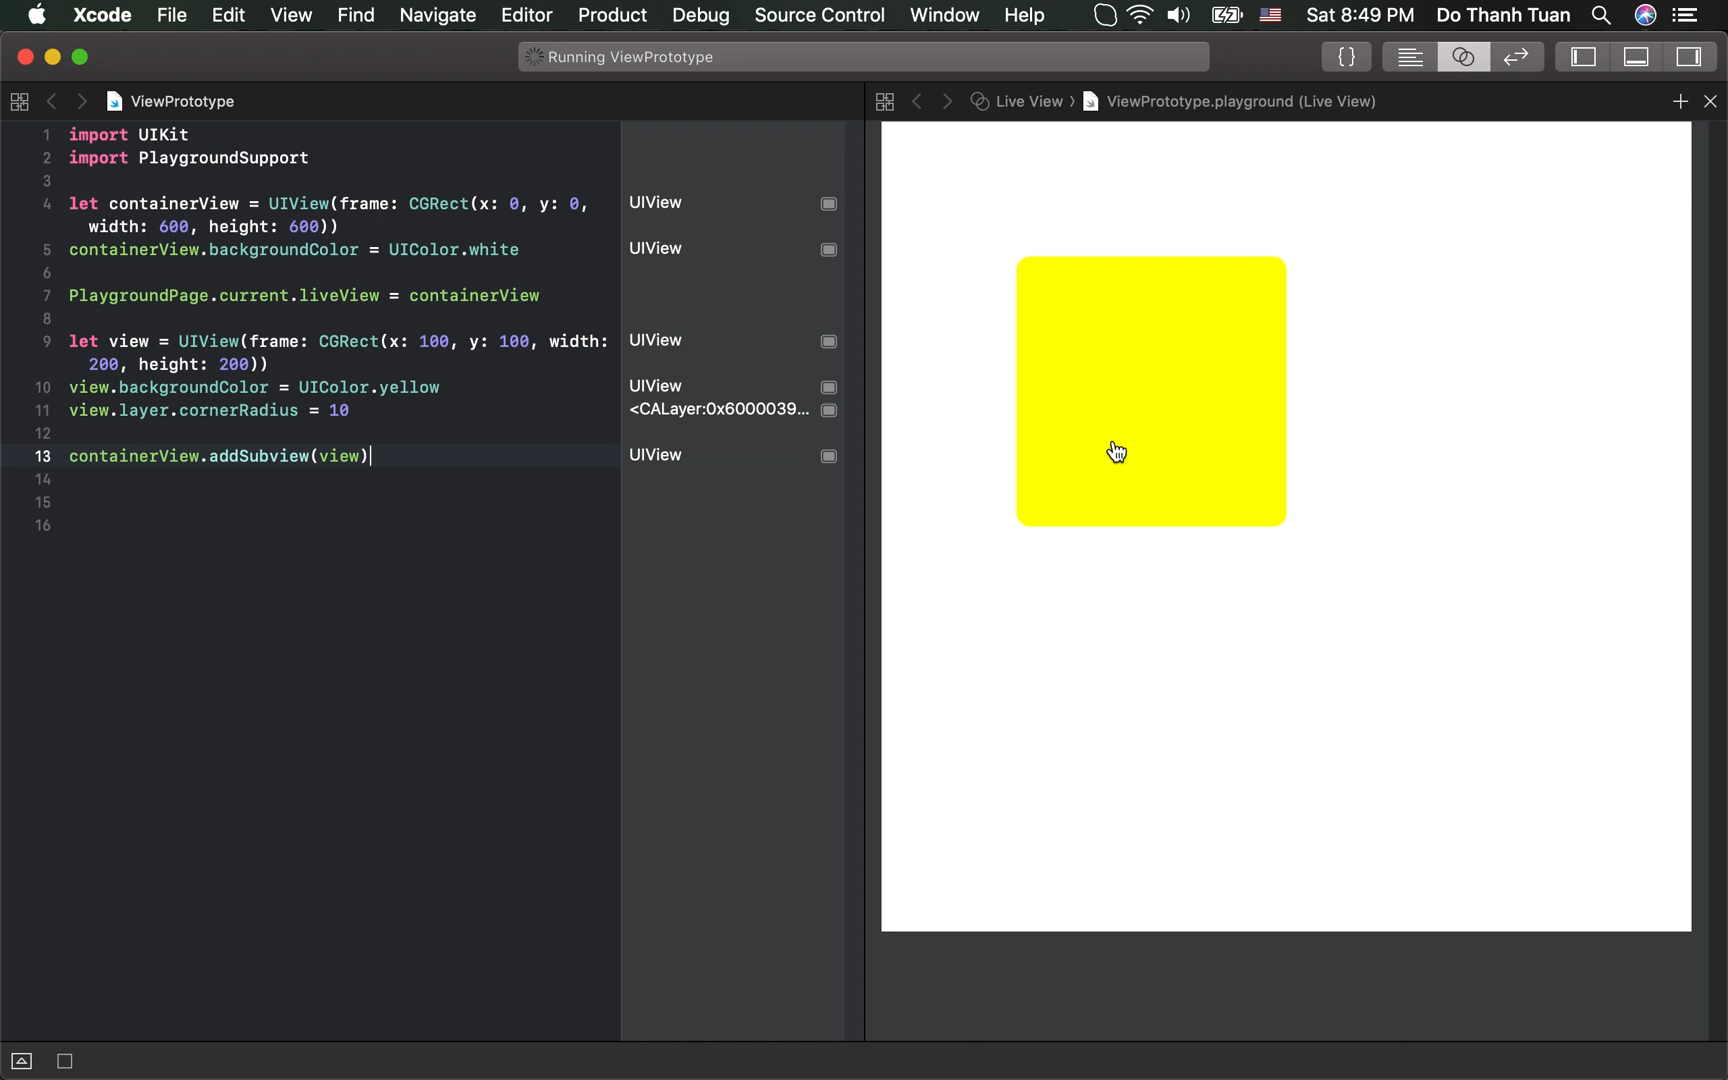 Xcode File Edit View Find Navigate Editor Product Debug Source Control Window Help Sat 8:49 PM Do Thanh Tuan
Running ViewPrototype {}
ViewPrototype
Live View ⟩ ViewPrototype.playground (Live View)
1 import UIKit
2 import PlaygroundSupport
3
4 let containerView = UIView(frame: CGRect(x: 0, y: 0, UIView
width: 600, height: 600))
5 containerView.backgroundColor = UIColor.white UIView
6
7 PlaygroundPage.current.liveView = containerView
8
9 let view = UIView(frame: CGRect(x: 100, y: 100, width: UIView
200, height: 200))
10 view.backgroundColor = UIColor.yellow UIView
11 view.layer.cornerRadius = 10 <CALayer:0x6000039...
12
13 containerView.addSubview(view) UIView
14
15
16